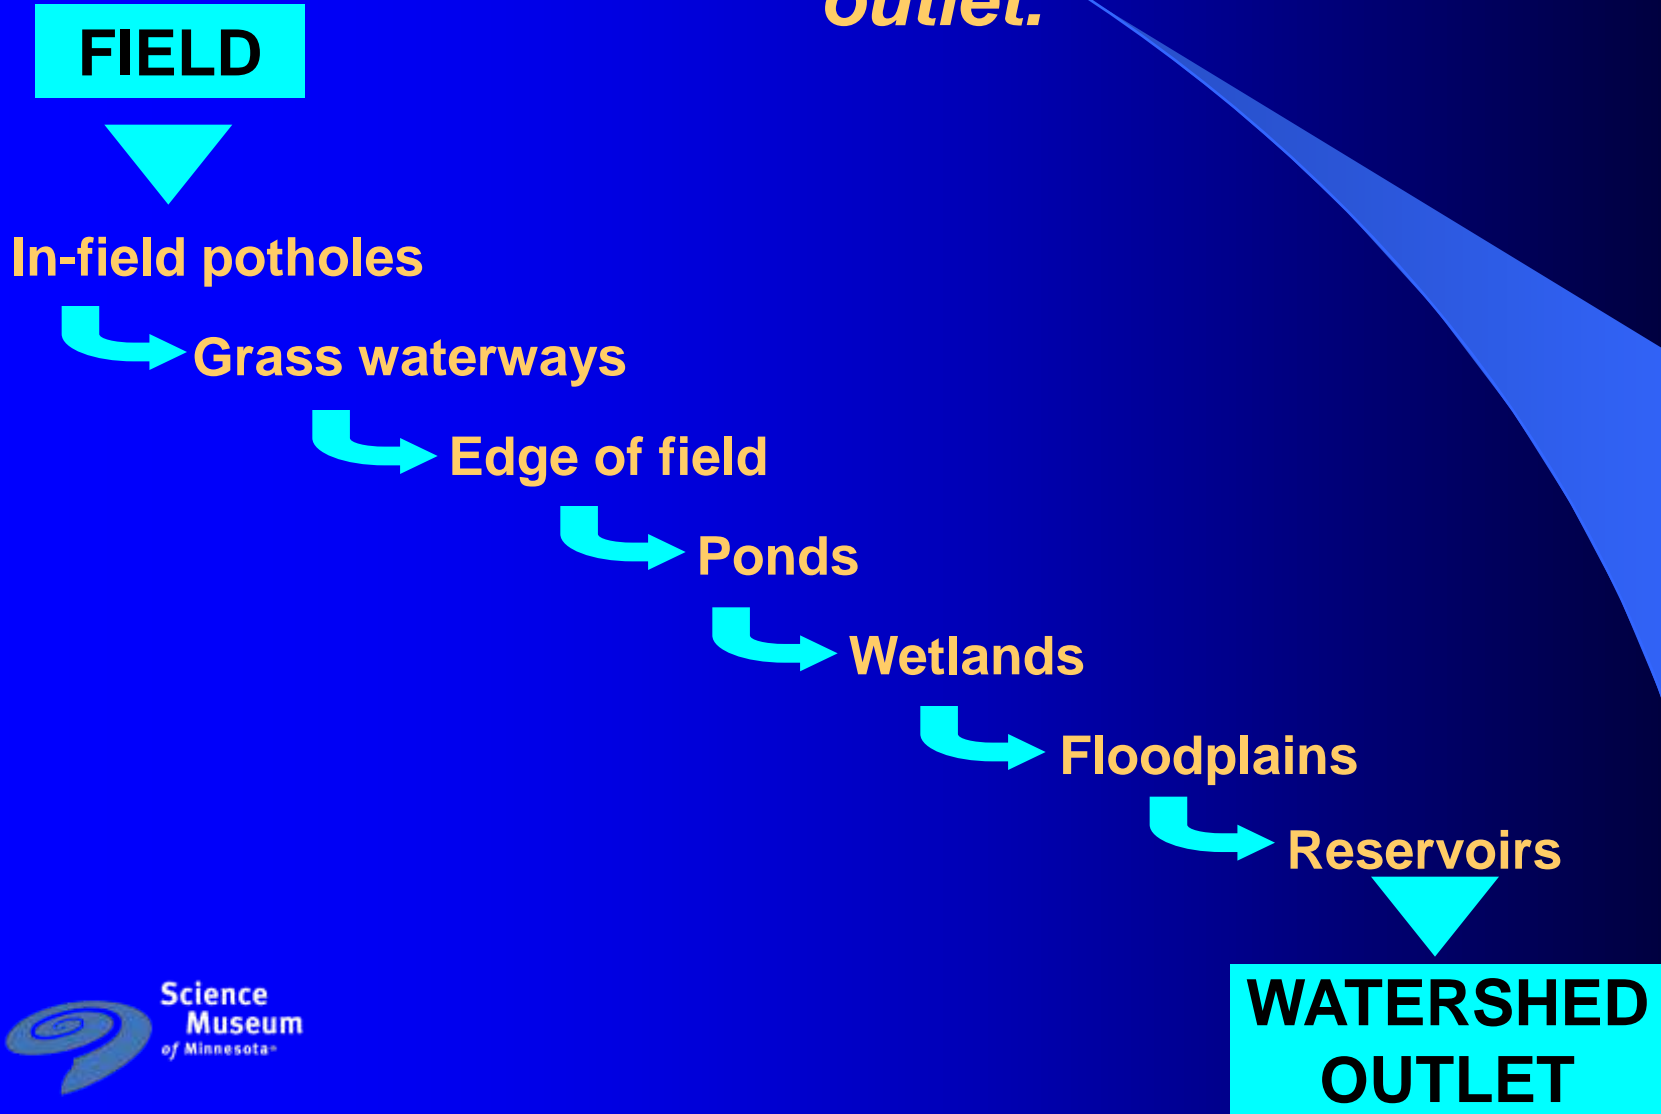 outlet.
FIELD
In-field potholes
Grass waterways
Edge of field
Ponds
Wetlands
Floodplains
Reservoirs
WATERSHED
OUTLET
Science
Museum
of Minnesota